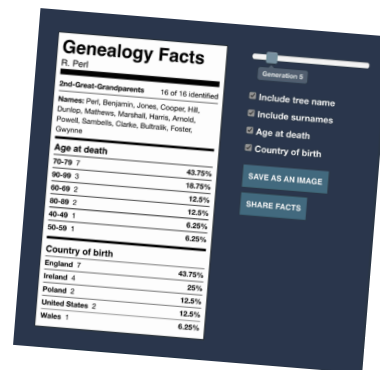 Genealogy Facts
R. Perl
2nd-Great-Grandparents 16 of 16 identified
Names: Perl, Benjamin, Jones, Cooper, Hill,
Dunlop, Mathews, Marshall, Harris, Arnold,
Powell, Sambells, Clarke, Bultralik, Foster,
Gwynne
Age at death
70-79 7 43.75%
90-99 3 18.75%
60-69 2 12.5%
80-89 2 12.5%
40-49 1 6.25%
50-59 1 6.25%
Country of birth
England 7 43.75%
Ireland 4 25%
Poland 2 12.5%
United States 2 12.5%
Wales 1 6.25%
Generation 5
Include tree name
Include surnames
Age at death
Country of birth
SAVE AS AN IMAGE
SHARE FACTS